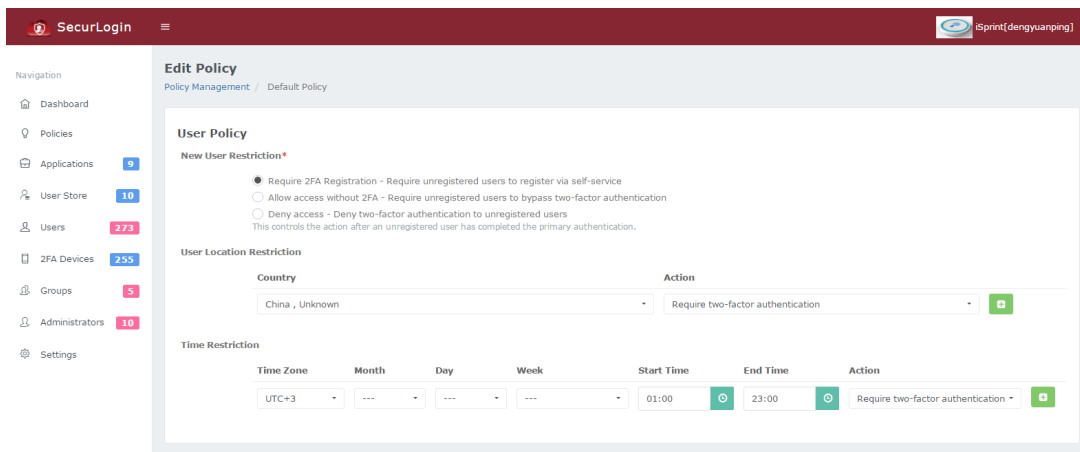 SecurLogin
iSprint[dengyuanping]
Navigation
Dashboard
Policies
Applications 9
User Store 10
Users 273
2FA Devices 255
Groups 5
Administrators 10
Settings
Edit Policy
Policy Management / Default Policy
User Policy
New User Restriction*
Require 2FA Registration - Require unregistered users to register via self-service
Allow access without 2FA - Require unregistered users to bypass two-factor authentication
Deny access - Deny two-factor authentication to unregistered users
This controls the action after an unregistered user has completed the primary authentication.
User Location Restriction
Country Action
China , Unknown Require two-factor authentication
Time Restriction
Time Zone Month Day Week Start Time End Time Action
UTC+3 --- --- --- 01:00 23:00 Require two-factor authentication